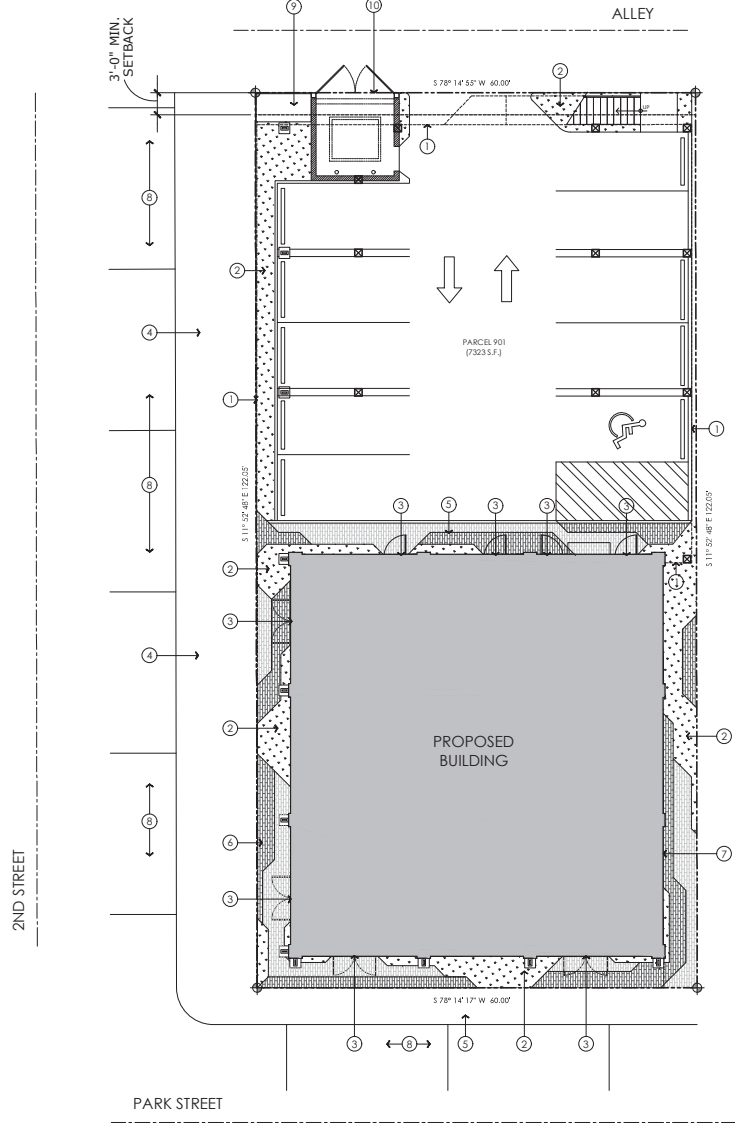 ALLEY
9
10
3'-0" MIN.
SETBACK
S 78° 14' 55" W 60.00'
2
UP
1
8
2
4
PARCEL 901
(7323 S.F.)
1
1
8
S 11° 52' 48" E 122.05'
S 11° 52' 48" E 122.05'
3
5
3
3
3
2
1
3
4
2
2
PROPOSED
BUILDING
8
6
7
3
2ND STREET
S 78° 14' 17" W 60.00'
3
8
5
2
3
PARK STREET